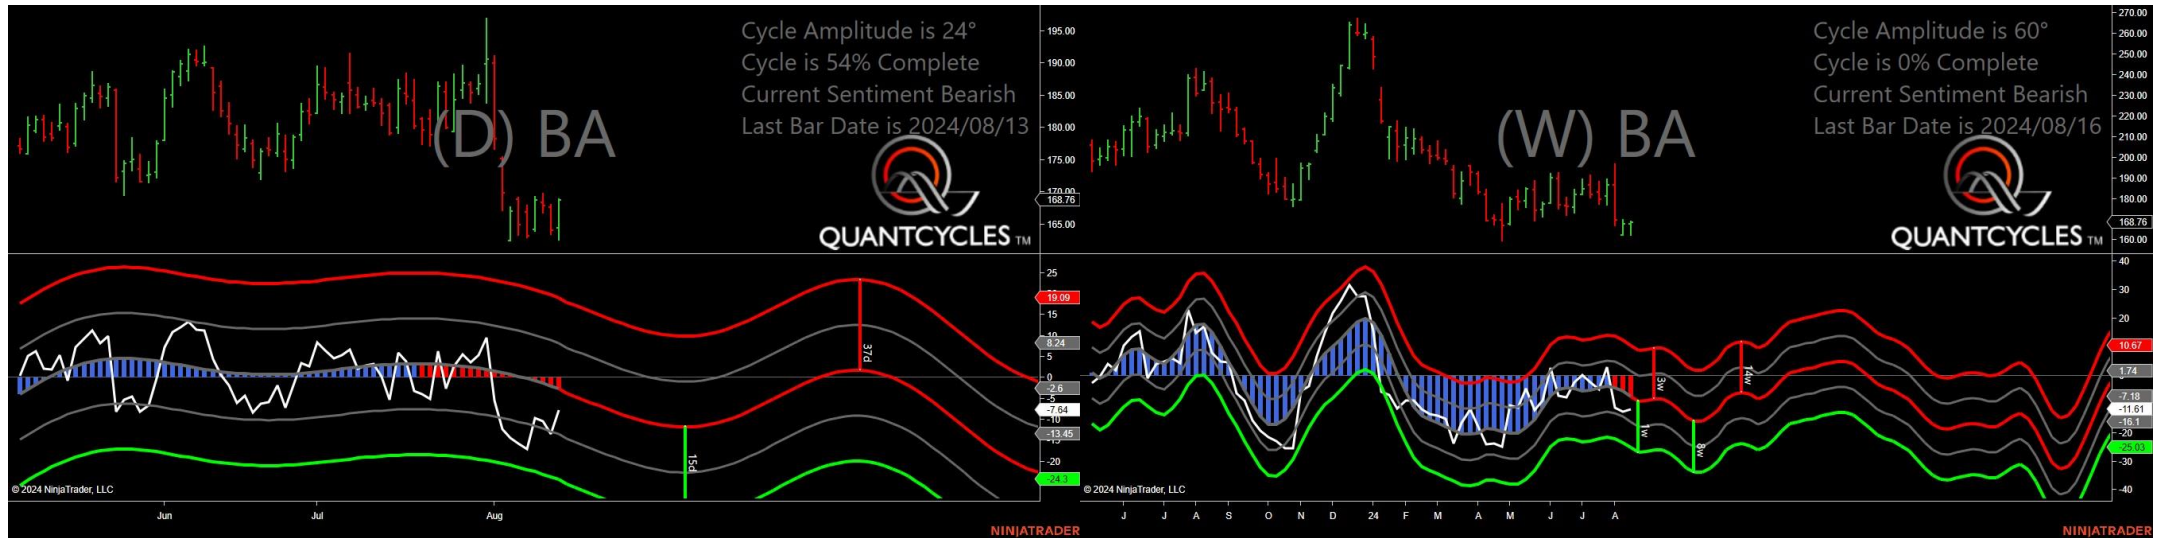 Cycle Amplitude is 24°
Cycle is 54% Complete
Current Sentiment Bearish
Last Bar Date is 2024/08/13
(D) BA
QUANTCYCLES TM
195.00
190.00
185.00
180.00
175.00
170.00
168.76
165.00
25
19.09
15
10
8.24
5
0
-2.6
-5
-7.64
-10
-13.45
-20
-24.3
37d
15d
© 2024 NinjaTrader, LLC
Jun
Jul
Aug
NINJATRADER
Cycle Amplitude is 60°
Cycle is 0% Complete
Current Sentiment Bearish
Last Bar Date is 2024/08/16
(W) BA
QUANTCYCLES TM
270.00
260.00
250.00
240.00
230.00
220.00
210.00
200.00
190.00
180.00
168.76
160.00
40
30
20
10.67
1.74
-7.18
-11.61
-16.1
-20
-25.03
-30
-40
3w
14w
1w
8w
© 2024 NinjaTrader, LLC
J
J
A
S
O
N
D
24
F
M
A
M
J
J
A
NINJATRADER